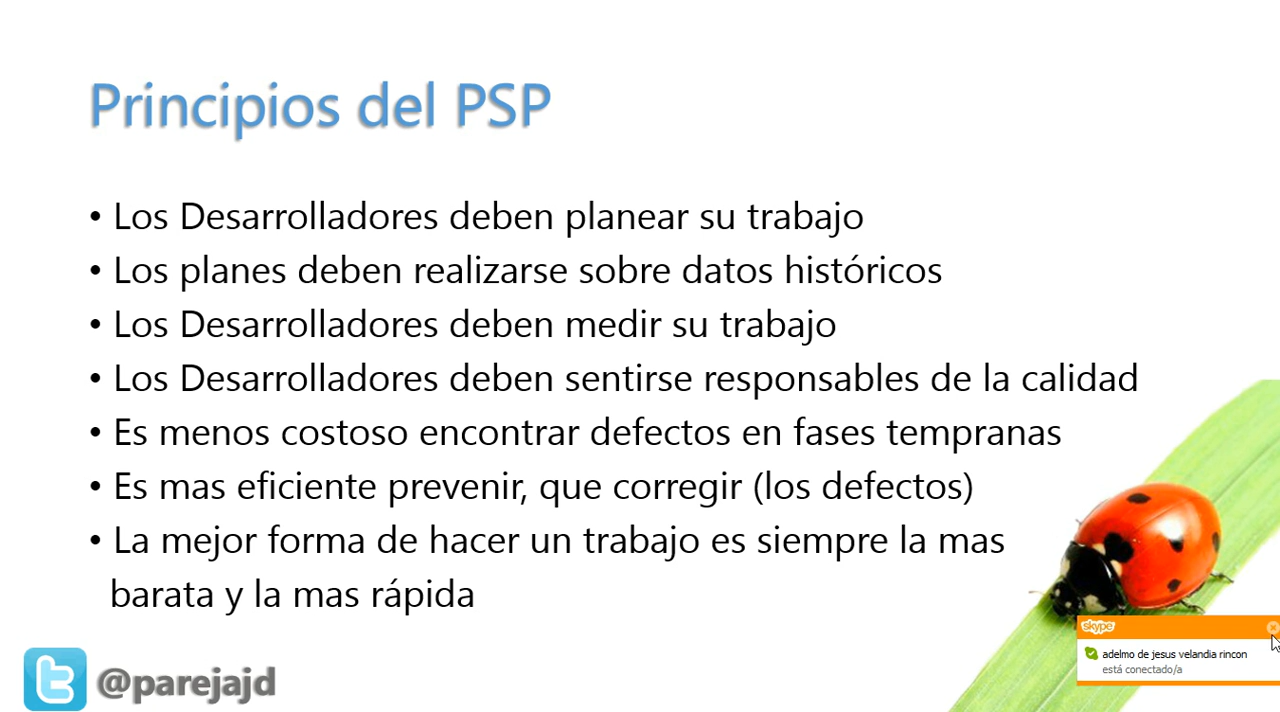 Principios del PSP
• Los Desarrolladores deben planear su trabajo
• Los planes deben realizarse sobre datos históricos
• Los Desarrolladores deben medir su trabajo
• Los Desarrolladores deben sentirse responsables de la calidad
• Es menos costoso encontrar defectos en fases tempranas
• Es mas eficiente prevenir, que corregir (los defectos)
• La mejor forma de hacer un trabajo es siempre la mas
barata y la mas rápida
skype
adelmo de jesus velandia rincon
está conectado/a
@parejajd